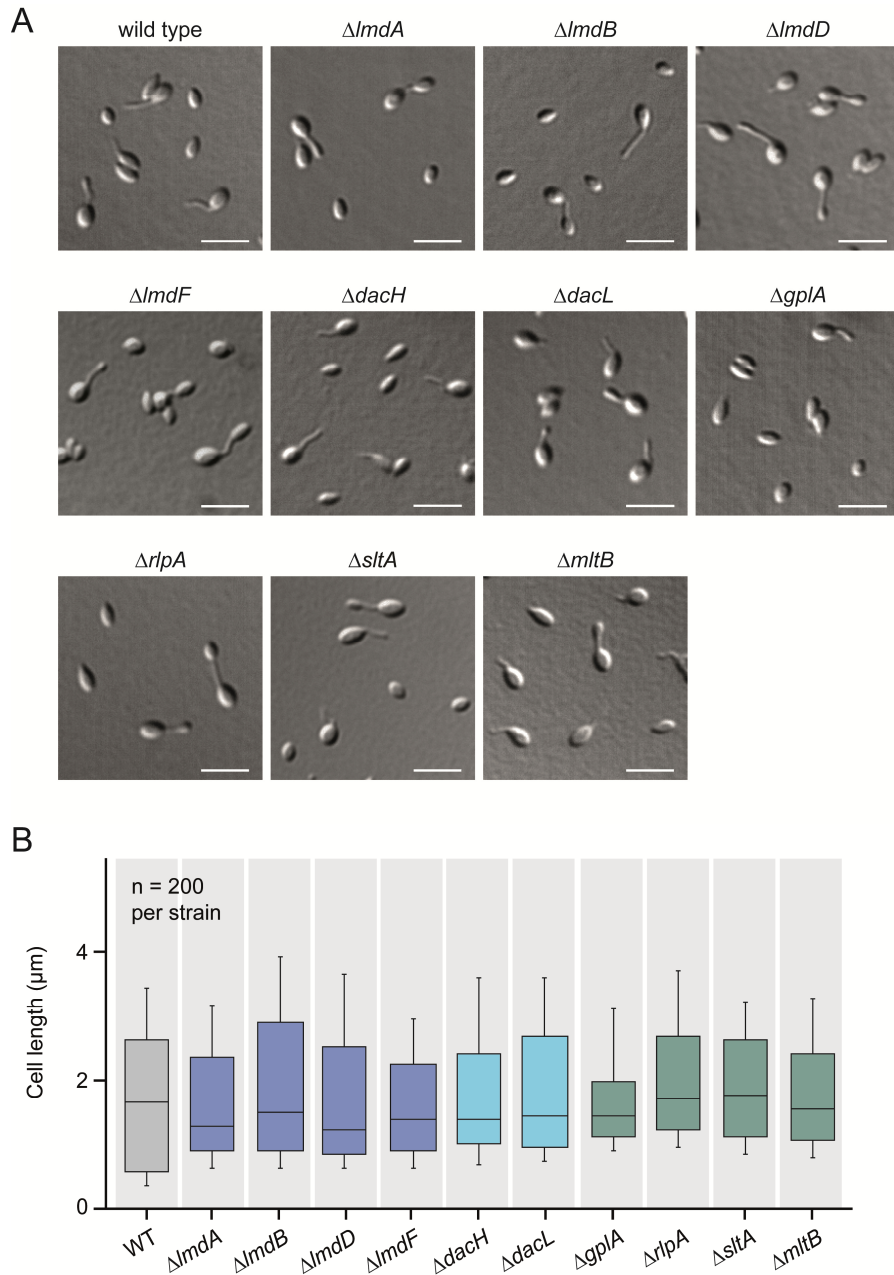 A
wild type
ΔlmdA
ΔlmdB
ΔlmdD
ΔlmdF
ΔdacH
ΔdacL
ΔgplA
ΔrlpA
ΔsltA
ΔmltB
B
n = 200
per strain
Cell length (μm)
4
2
0
WT
ΔlmdA
ΔlmdB
ΔlmdD
ΔlmdF
ΔdacH
ΔdacL
ΔgplA
ΔrlpA
ΔsltA
ΔmltB